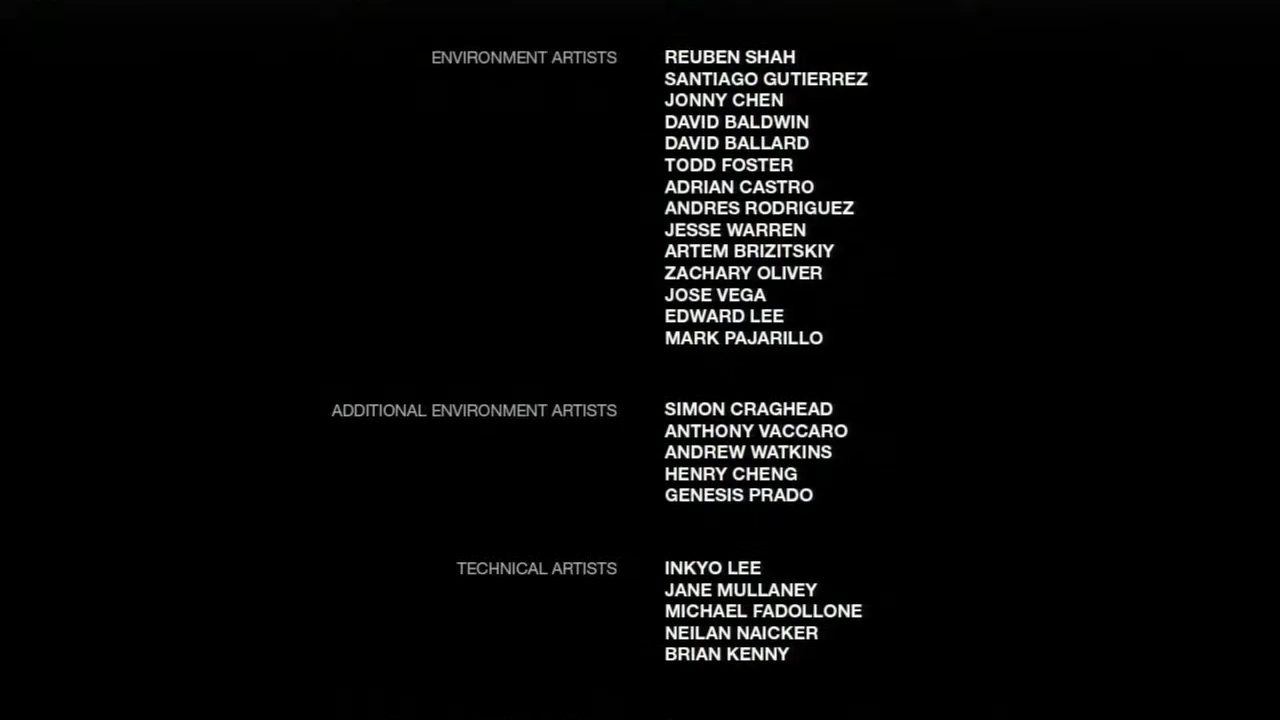 ENVIRONMENT ARTISTS REUBEN SHAH
SANTIAGO GUTIERREZ
JONNY CHEN
DAVID BALDWIN
DAVID BALLARD
TODD FOSTER
ADRIAN CASTRO
ANDRES RODRIGUEZ
JESSE WARREN
ARTEM BRIZITSKIY
ZACHARY OLIVER
JOSE VEGA
EDWARD LEE
MARK PAJARILLO
ADDITIONAL ENVIRONMENT ARTISTS SIMON CRAGHEAD
ANTHONY VACCARO
ANDREW WATKINS
HENRY CHENG
GENESIS PRADO
TECHNICAL ARTISTS INKYO LEE
JANE MULLANEY
MICHAEL FADOLLONE
NEILAN NAICKER
BRIAN KENNY